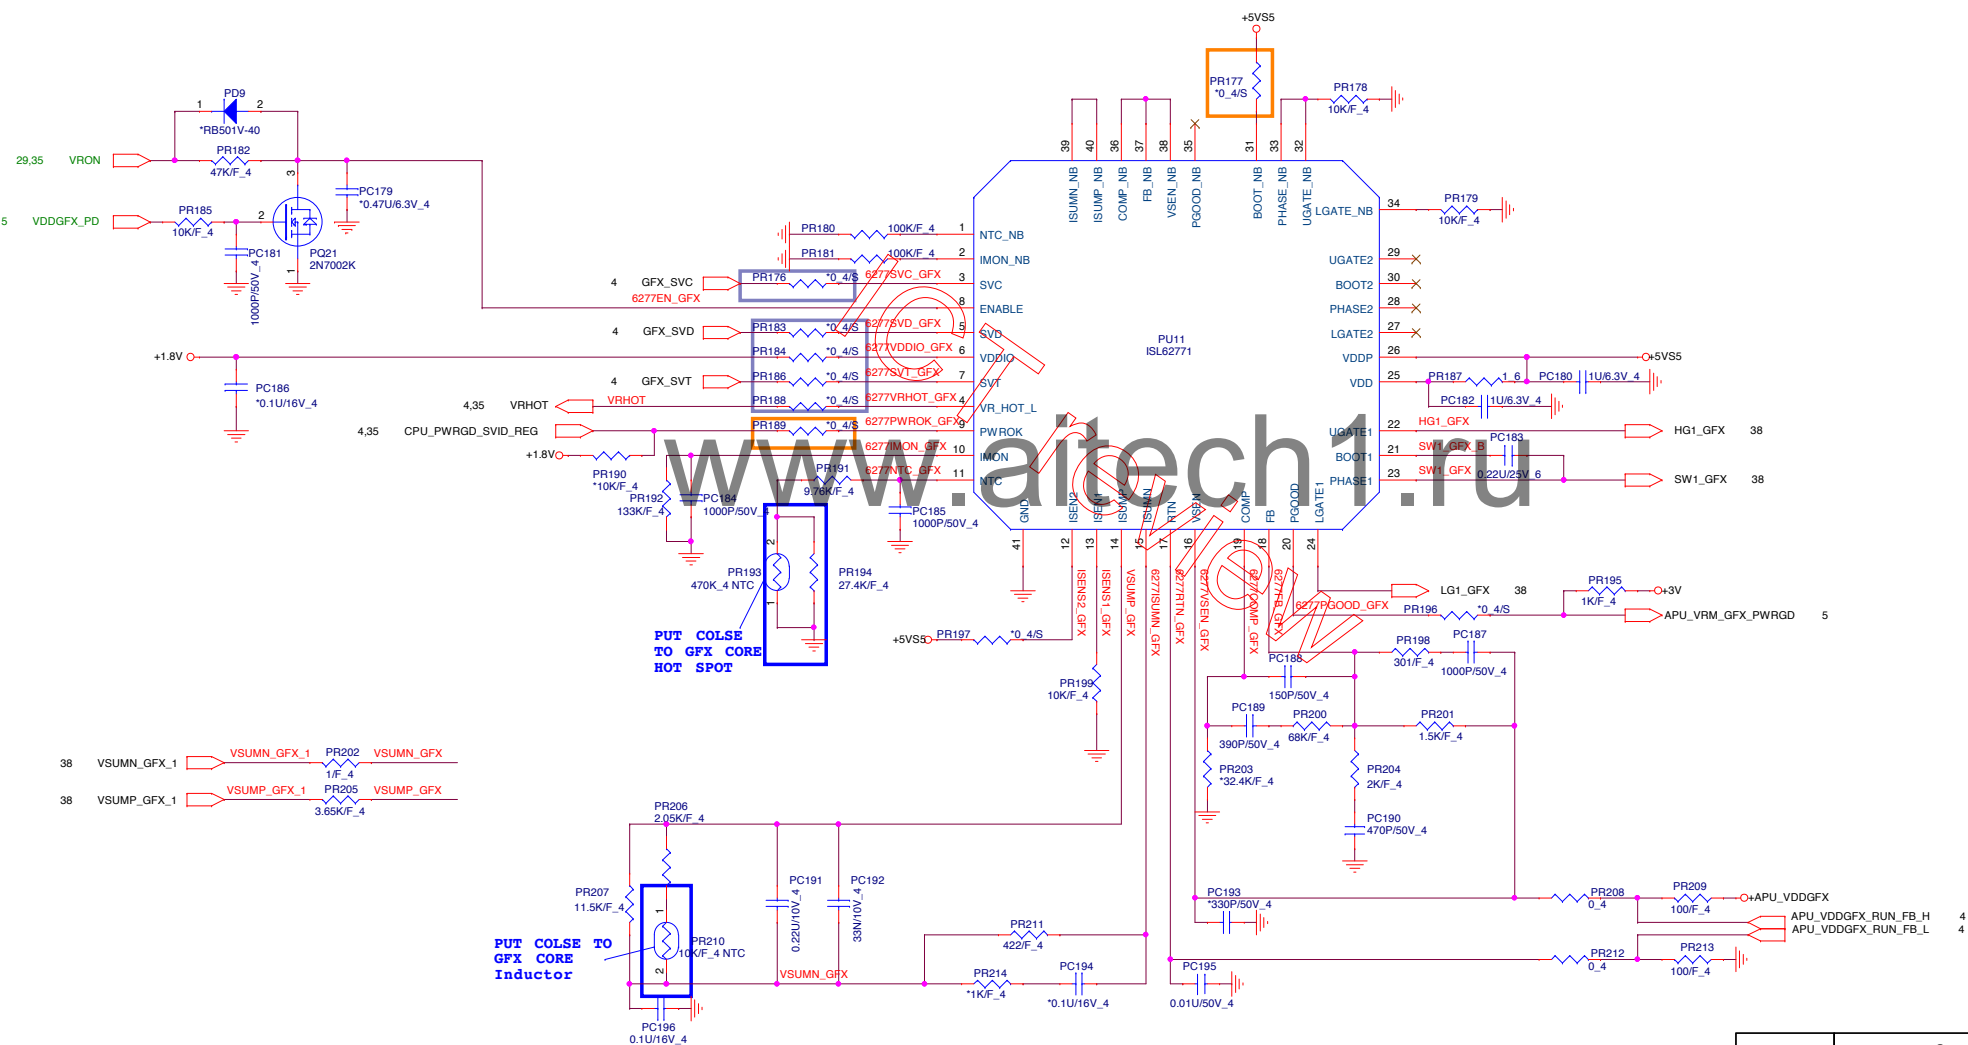 +5VS5
PR177
*0_4/S
PR178
10K/F_4
PD9
1
2
*RB501V-40
29,35
VRON
PR182
47K/F_4
3
PC179
*0.47U/6.3V_4
5
VDDGFX_PD
PR185
10K/F_4
2
PC181
1000P/50V_4
PQ21
2N7002K
1
39
40
36
37
38
35
31
33
32
ISUMN_NB
ISUMP_NB
COMP_NB
FB_NB
VSEN_NB
PGOOD_NB
BOOT_NB
PHASE_NB
UGATE_NB
LGATE_NB
34
PR179
10K/F_4
PR180
100K/F_4
1
NTC_NB
PR181
100K/F_4
2
IMON_NB
4
GFX_SVC
PR176
*0_4/S
6277SVC_GFX
3
SVC
6277EN_GFX
8
ENABLE
4
GFX_SVD
PR183
*0_4/S
6277SVD_GFX
5
SVD
+1.8V
PR184
*0_4/S
6277VDDIO_GFX
6
VDDIO
4
GFX_SVT
PR186
*0_4/S
6277SVT_GFX
7
SVT
PC186
*0.1U/16V_4
4,35
VRHOT
VRHOT
PR188
*0_4/S
6277VRHOT_GFX
4
VR_HOT_L
4,35
CPU_PWRGD_SVID_REG
PR189
*0_4/S
6277PWROK_GFX
9
PWROK
+1.8V
PR190
*10K/F_4
6277IMON_GFX
10
IMON
PR191
9.76K/F_4
6277NTC_GFX
11
NTC
PR192
133K/F_4
PC184
1000P/50V_4
PC185
1000P/50V_4
PU11
ISL62771
UGATE2
29
BOOT2
30
PHASE2
28
LGATE2
27
VDDP
26
+5VS5
VDD
25
PR187
1_6
PC180
1U/6.3V_4
PC182
1U/6.3V_4
UGATE1
22
HG1_GFX
HG1_GFX
38
BOOT1
21
SW1_GFX_B
PC183
0.22U/25V_6
PHASE1
23
SW1_GFX
SW1_GFX
38
www.aitech1.ru
GND
ISEN2
ISEN1
ISUMP
ISUMN
RTN
VSEN
COMP
FB
PGOOD
LGATE1
41
12
13
14
15
17
16
19
18
20
24
ISENS2_GFX
ISENS1_GFX
VSUMP_GFX
6277ISUMN_GFX
6277RTN_GFX
6277VSEN_GFX
6277COMP_GFX
6277FB_GFX
6277PGOOD_GFX
2
PR193
470K_4 NTC
1
PR194
27.4K/F_4
PUT COLSE
TO GFX CORE
HOT SPOT
+5VS5
PR197
*0_4/S
PR199
10K/F_4
LG1_GFX
38
PR195
1K/F_4
+3V
PR196
*0_4/S
APU_VRM_GFX_PWRGD
5
PR198
301/F_4
PC187
1000P/50V_4
PC188
150P/50V_4
PC189
390P/50V_4
PR200
68K/F_4
PR201
1.5K/F_4
PR203
*32.4K/F_4
PR204
2K/F_4
PC190
470P/50V_4
38
VSUMN_GFX_1
VSUMN_GFX_1
PR202
1/F_4
VSUMN_GFX
38
VSUMP_GFX_1
VSUMP_GFX_1
PR205
3.65K/F_4
VSUMP_GFX
PR206
2.05K/F_4
PR207
11.5K/F_4
1
PR210
10K/F_4 NTC
2
PUT COLSE TO
GFX CORE
Inductor
PC191
0.22U/10V_4
PC192
33N/10V_4
VSUMN_GFX
PC196
0.1U/16V_4
PR211
422/F_4
PR214
*1K/F_4
PC194
*0.1U/16V_4
PC193
*330P/50V_4
PC195
0.01U/50V_4
PR208
0_4
PR209
100/F_4
+APU_VDDGFX
APU_VDDGFX_RUN_FB_H
4
APU_VDDGFX_RUN_FB_L
4
PR212
0_4
PR213
100/F_4